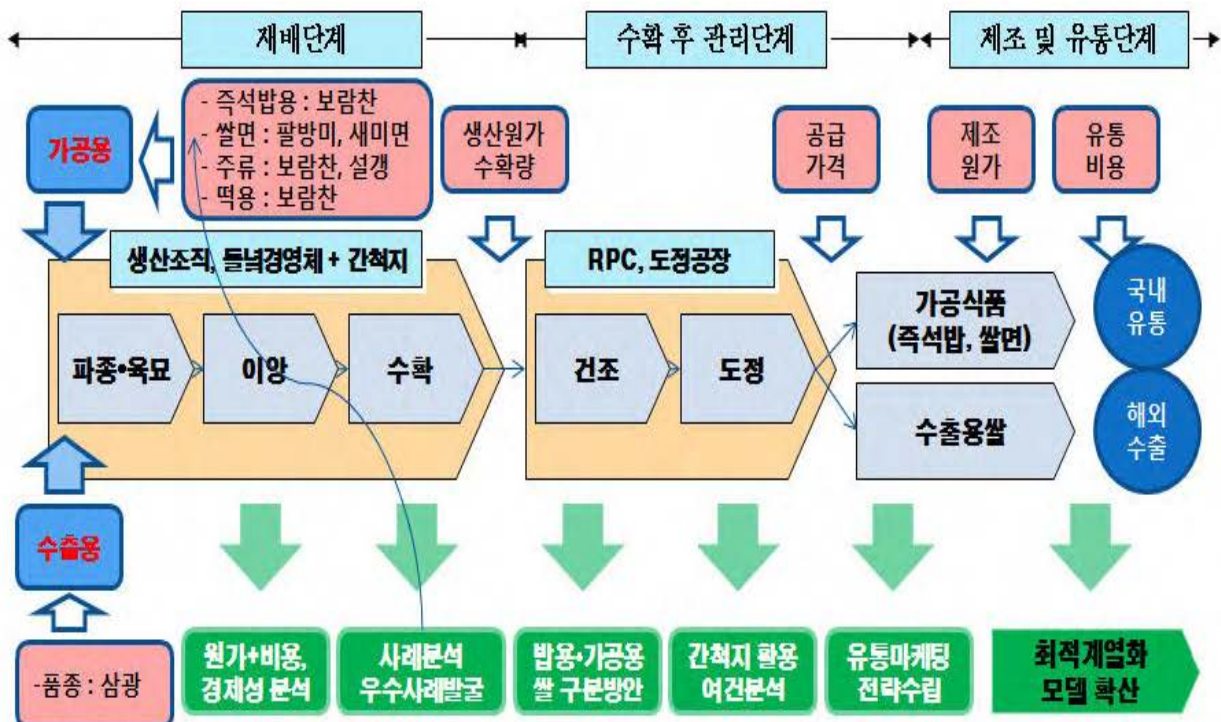 재배단계
수확 후 관리단계
제조 및 유통단계
가공용
- 즉석밥용 : 보람찬
- 쌀면 : 팔방미, 새미면
- 주류 : 보람찬, 설갱
- 떡용 : 보람찬
생산원가
수확량
공급
가격
제조
원가
유통
비용
생산조직, 들녘경영체 + 간척지
RPC, 도정공장
파종•육묘
이앙
수확
건조
도정
가공식품
(즉석밥, 쌀면)
수출용쌀
국내
유통
해외
수출
수출용
-품종 : 삼광
원가+비용,
경제성 분석
사례분석
우수사례발굴
밥용•가공용
쌀 구분방안
간척지 활용
여건분석
유통마케팅
전략수립
최적계열화
모델 확산